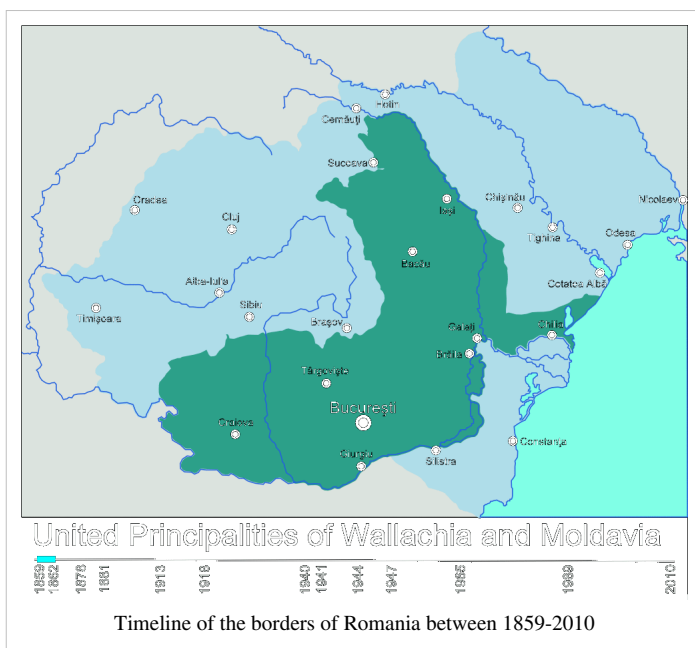 Hotin
Cernăuți
Suceava
Oradea
Cluj
Iași
Chișinău
Nicolaev
Tighina
Odesa
Bacău
Cetatea Albă
Alba-Iulia
Timișoara
Sibiu
Brașov
Galați
Chilia
Brăila
Târgoviște
București
Craiova
Giurgiu
Silistra
Constanța
United Principalities of Wallachia and Moldavia
1859 1862 1878 1881 1913 1918 1940 1941 1944 1947 1965 1989 2010
Timeline of the borders of Romania between 1859-2010